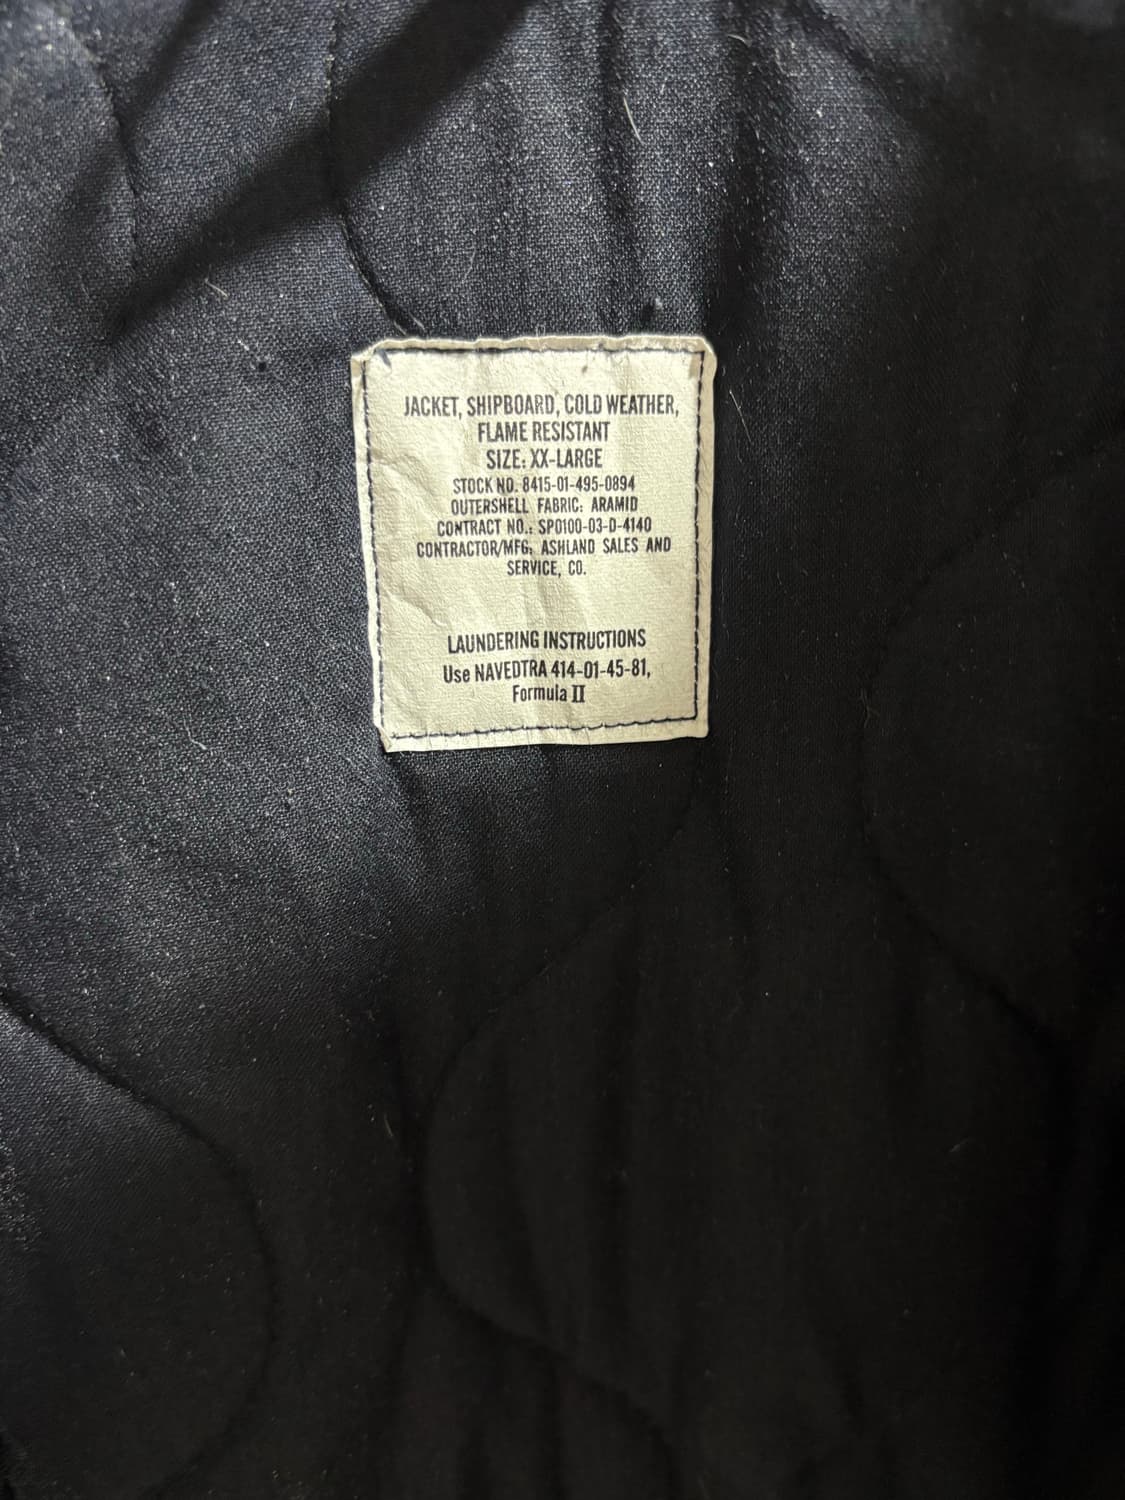 JACKET, SHIPBOARD, COLD WEATHER,
FLAME RESISTANT
SIZE: XX-LARGE
STOCK NO. 8415-01-495-0894
OUTERSHELL FABRIC: ARAMID
CONTRACT NO.: SP0100-03-D-4140
CONTRACTOR/MFG: ASHLAND SALES AND
SERVICE, CO.
LAUNDERING INSTRUCTIONS
Use NAVEDTRA 414-01-45-81,
Formula II